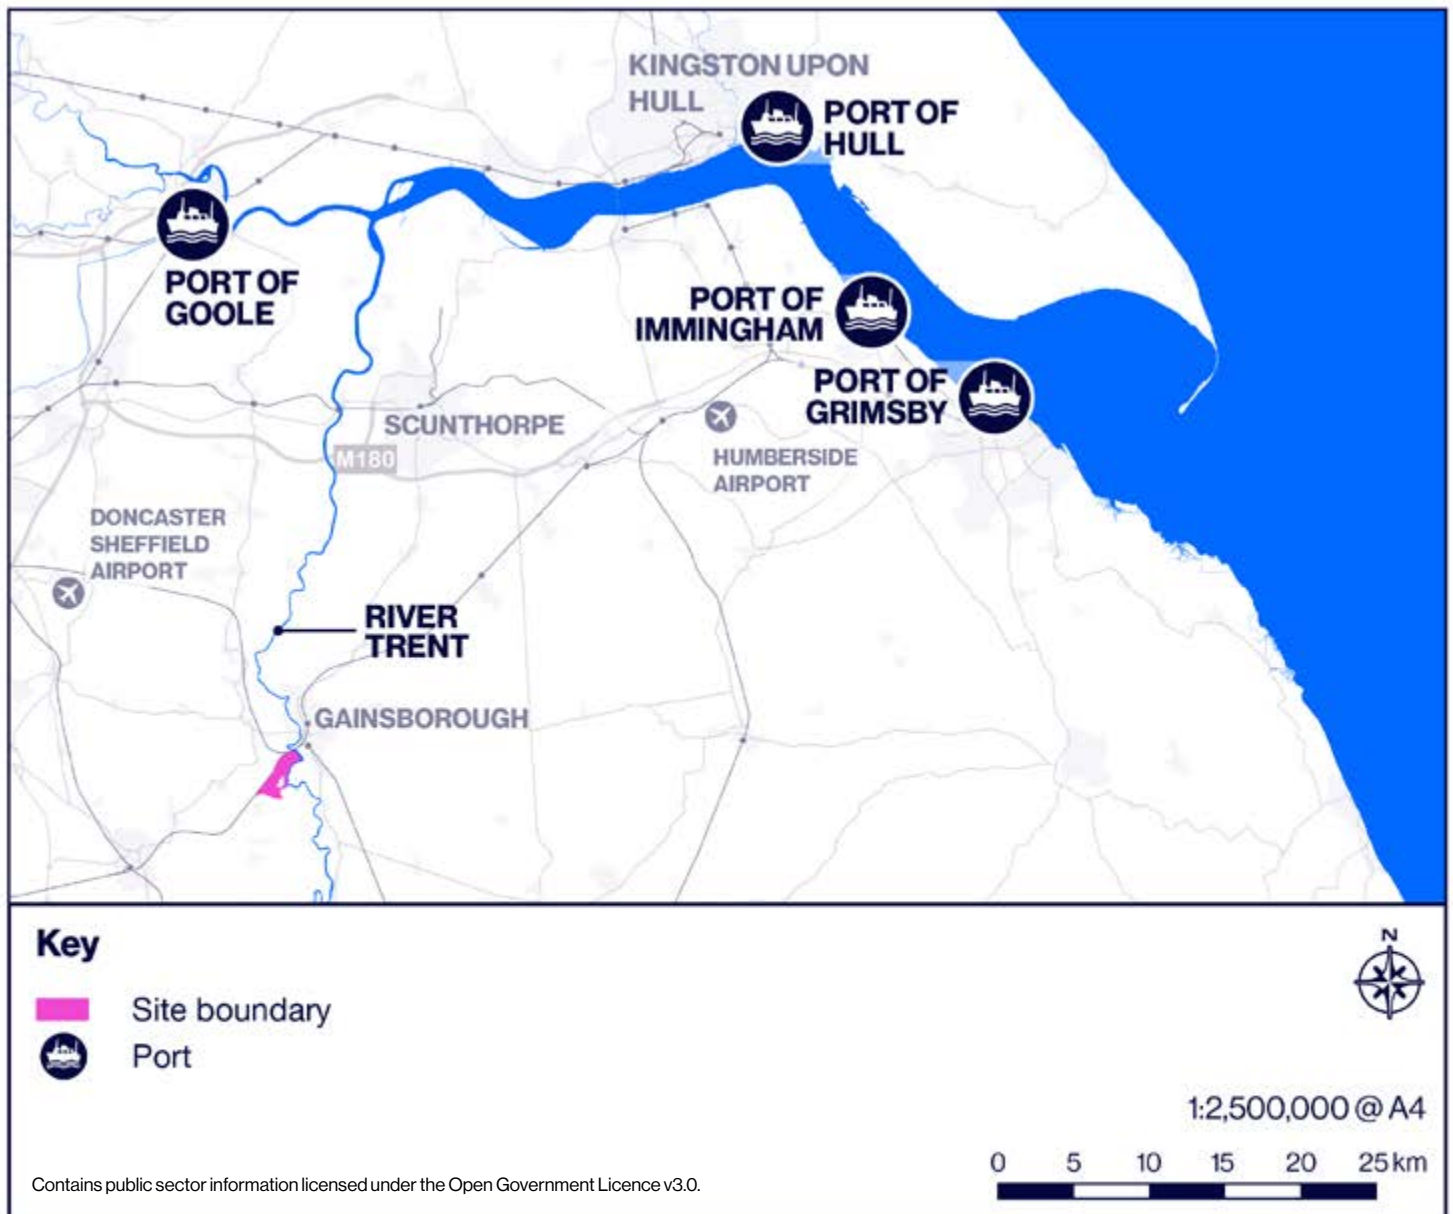 KINGSTON UPON
HULL
PORT OF
HULL
PORT OF
GOOLE
PORT OF
IMMINGHAM
PORT OF
GRIMSBY
SCUNTHORPE
M180
HUMBERSIDE
AIRPORT
DONCASTER
SHEFFIELD
AIRPORT
RIVER
TRENT
GAINSBOROUGH
Key
N
Site boundary
Port
1:2,500,000 @ A4
0 5 10 15 20 25 km
Contains public sector information licensed under the Open Government Licence v3.0.